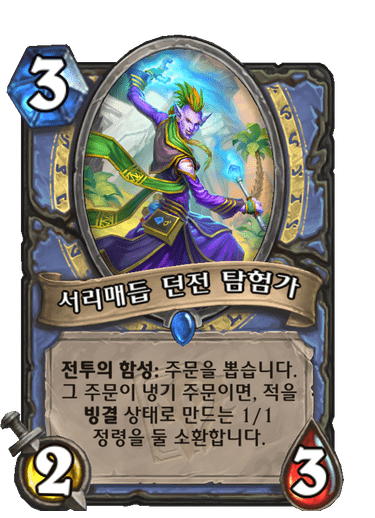 3
서리매듭 던전 탐험가
전투의 함성: 주문을 뽑습니다.
그 주문이 냉기 주문이면, 적을
빙결 상태로 만드는 1/1
정령을 둘 소환합니다.
2
3